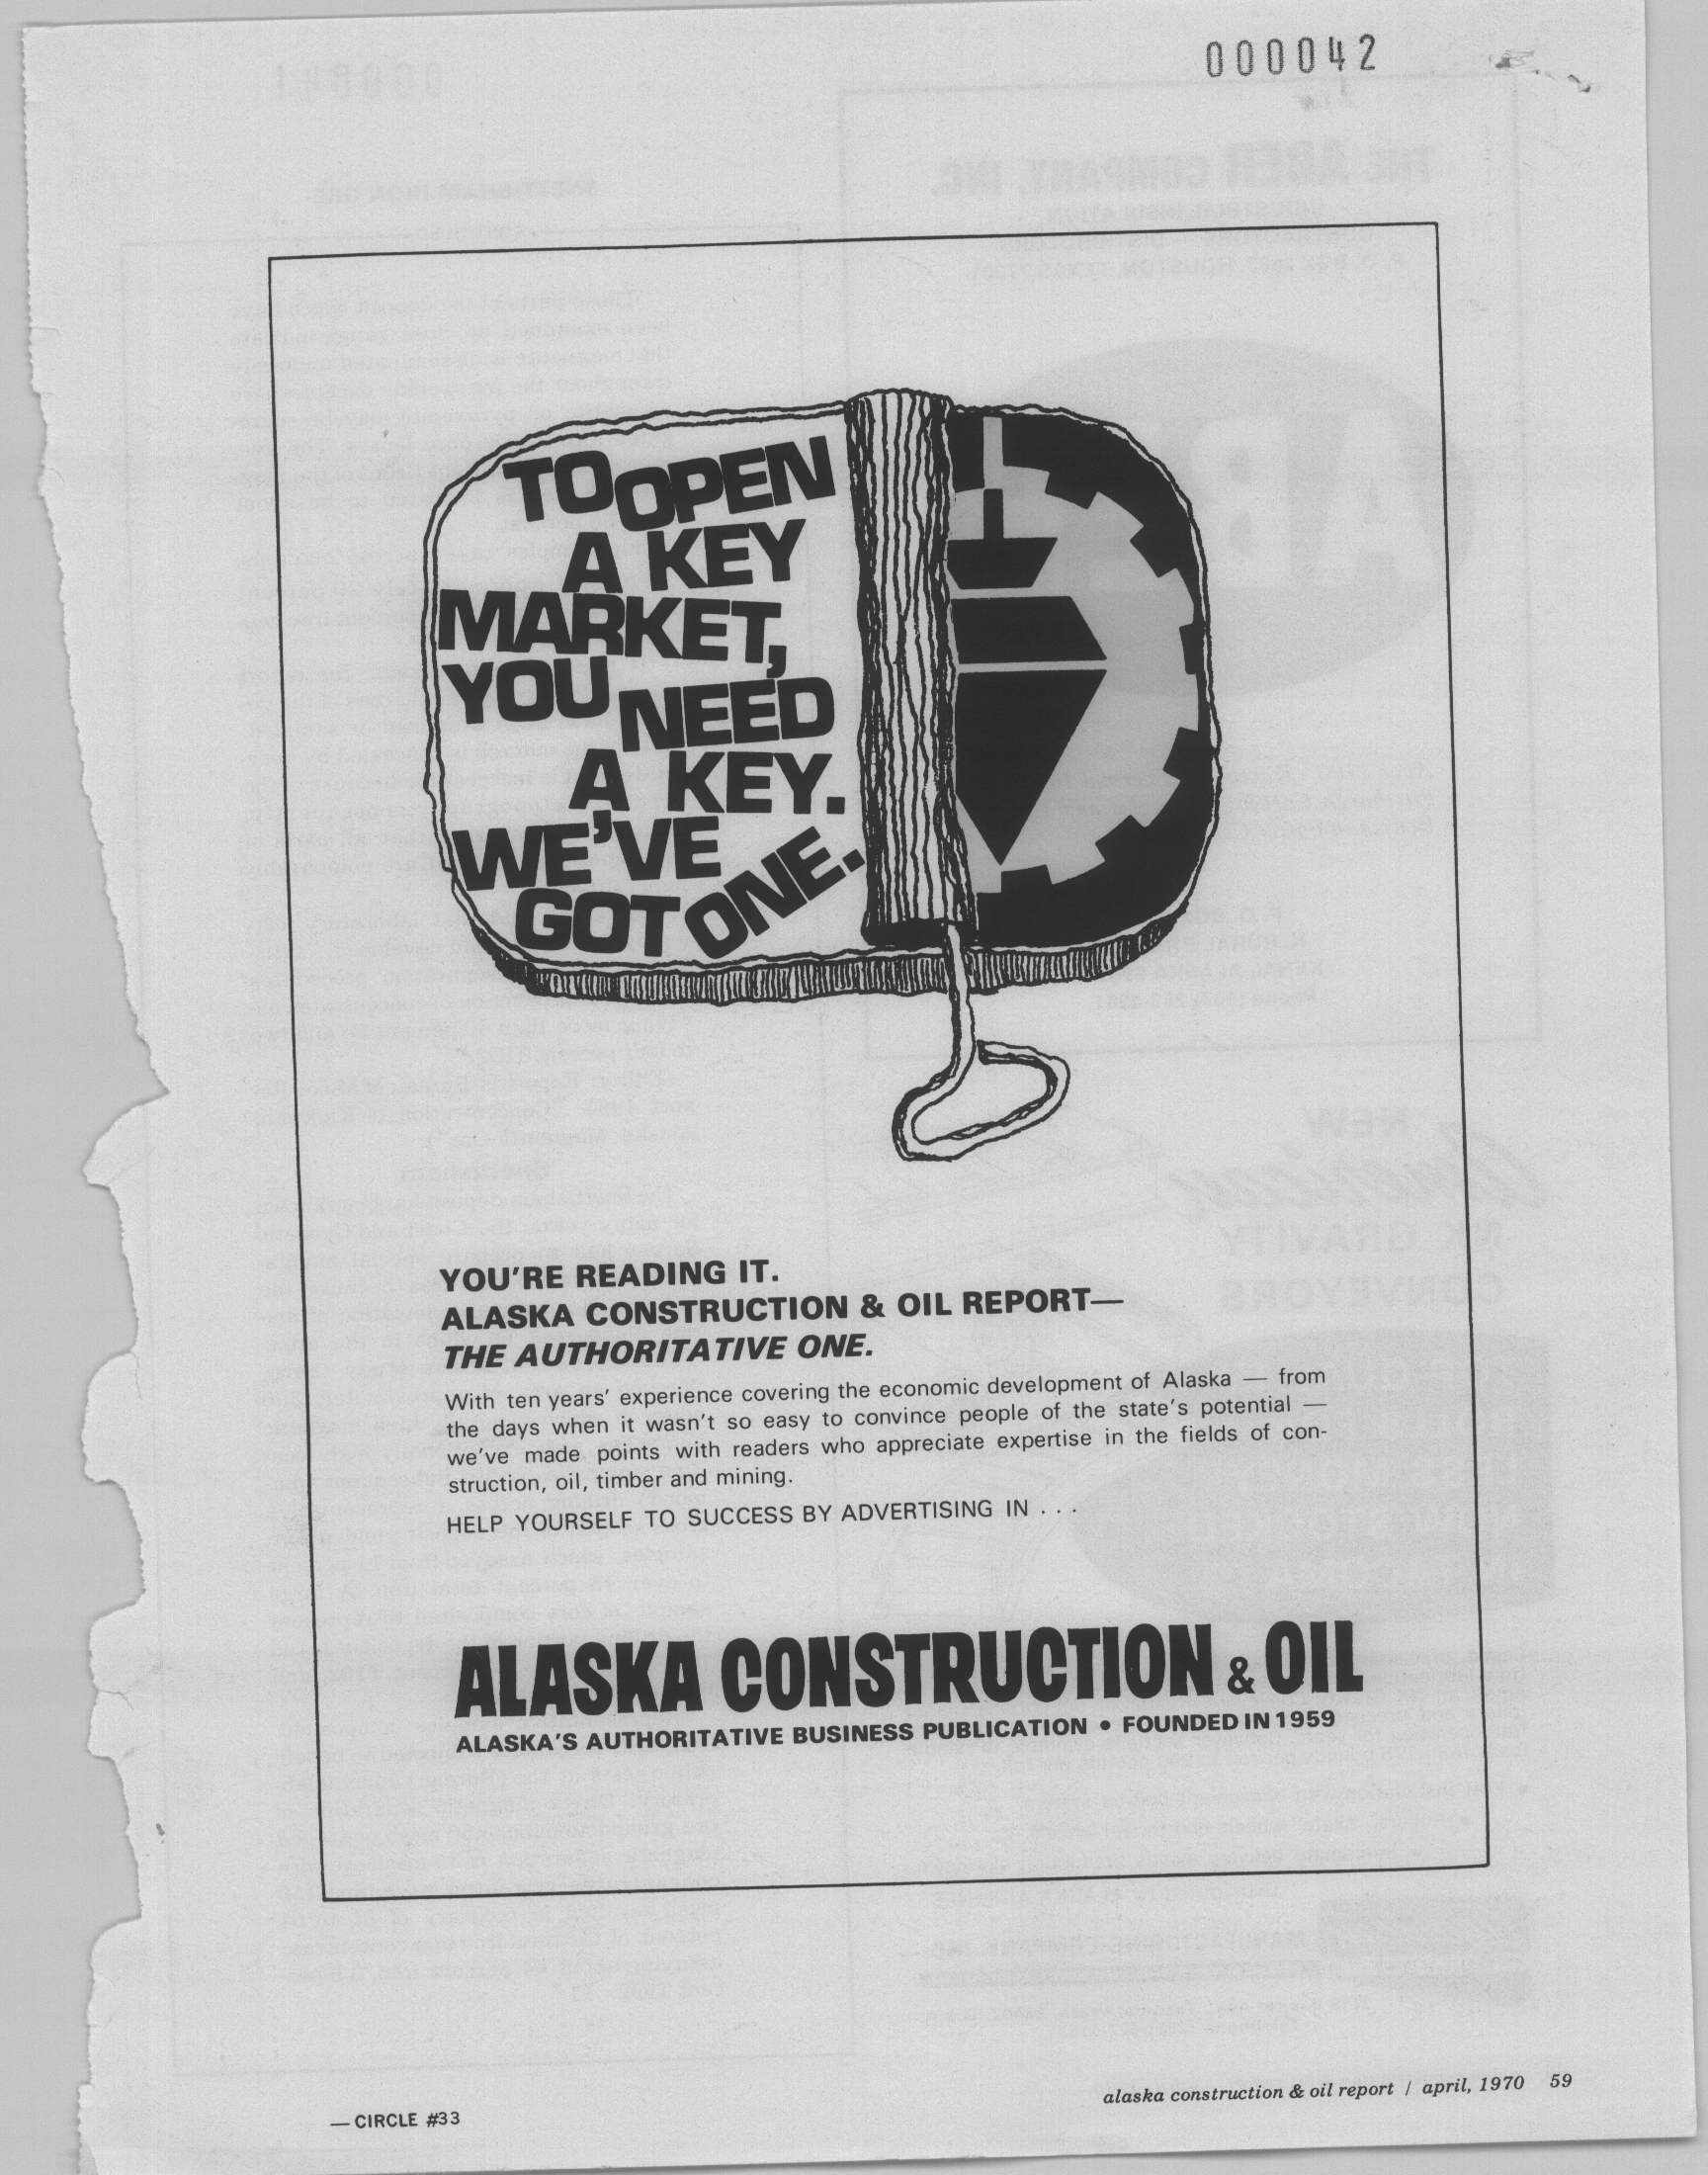 000042
TO OPEN
A KEY
MARKET,
YOU NEED
A KEY.
WE'VE
GOT ONE.
YOU'RE READING IT.
ALASKA CONSTRUCTION & OIL REPORT—
THE AUTHORITATIVE ONE.
With ten years' experience covering the economic development of Alaska — from
the days when it wasn't so easy to convince people of the state's potential —
we've made points with readers who appreciate expertise in the fields of con-
struction, oil, timber and mining.
HELP YOURSELF TO SUCCESS BY ADVERTISING IN . . .
ALASKA CONSTRUCTION & OIL
ALASKA'S AUTHORITATIVE BUSINESS PUBLICATION • FOUNDED IN 1959
alaska construction & oil report / april, 1970 59
— CIRCLE #33